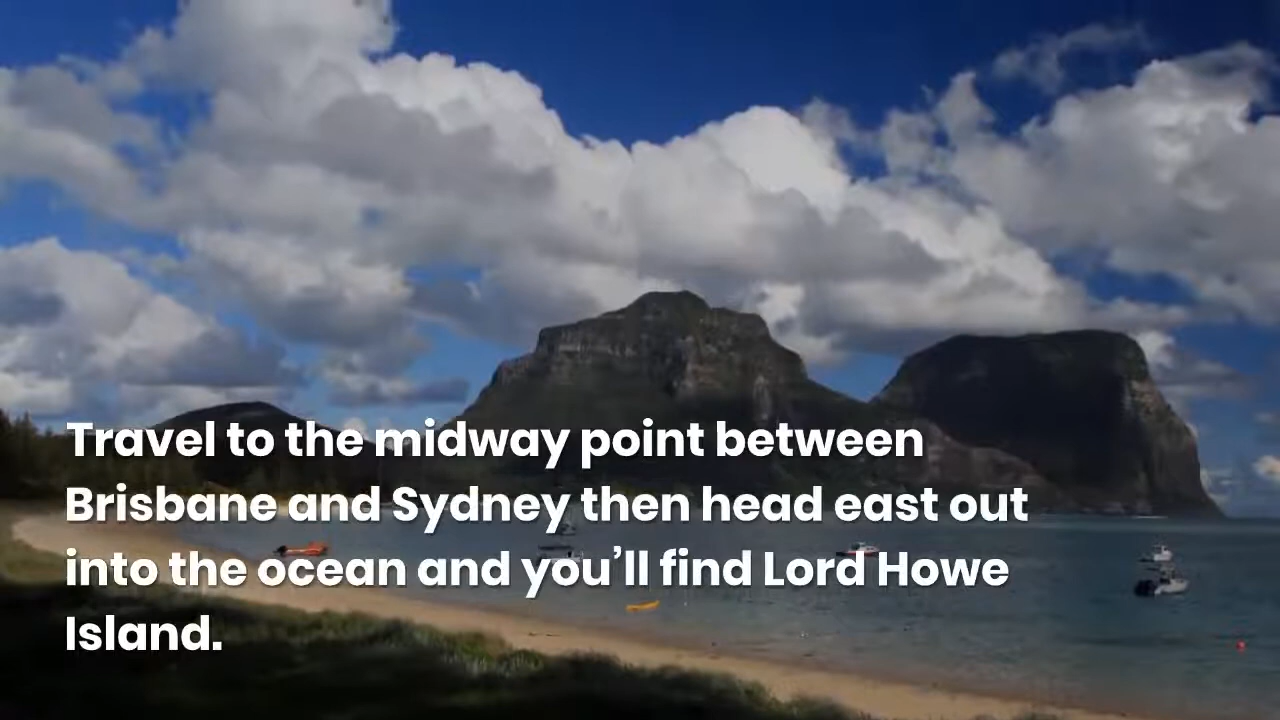 Travel to the midway point between
Brisbane and Sydney then head east out
into the ocean and you’ll find Lord Howe
Island.